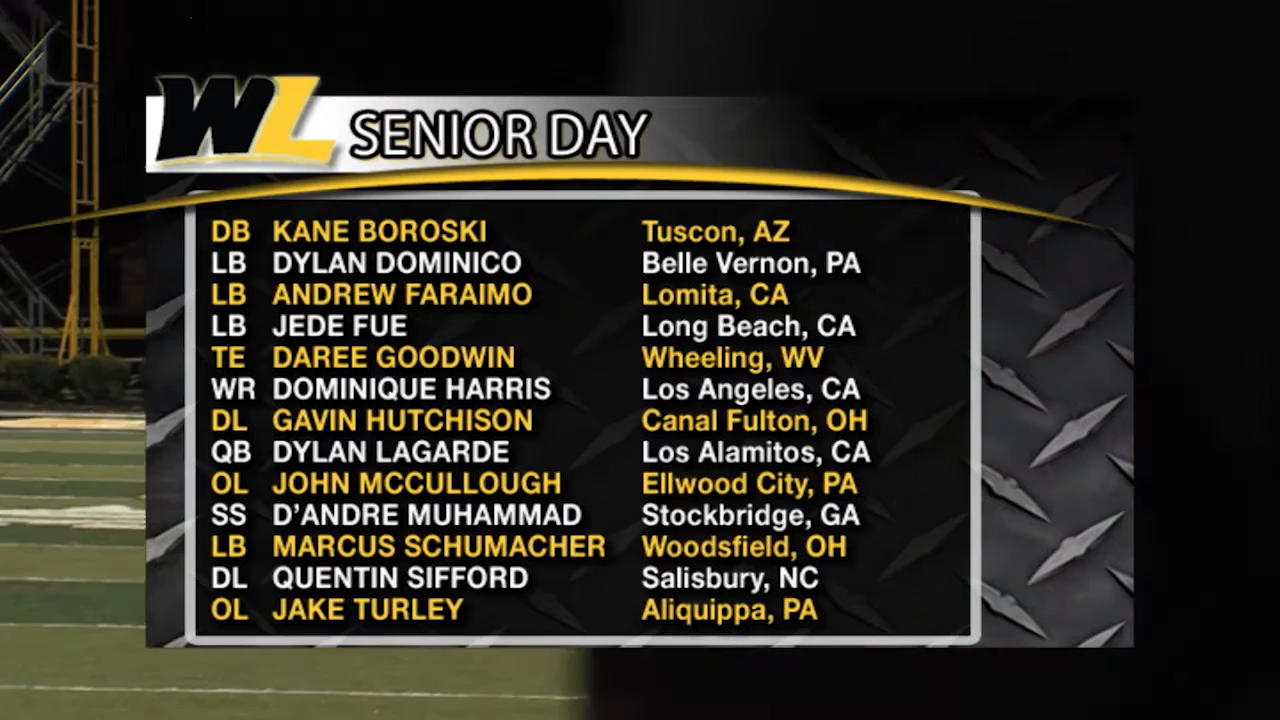 WL SENIOR DAY
DB KANE BOROSKI Tuscon, AZ
LB DYLAN DOMINICO Belle Vernon, PA
LB ANDREW FARAIMO Lomita, CA
LB JEDE FUE Long Beach, CA
TE DAREE GOODWIN Wheeling, WV
WR DOMINIQUE HARRIS Los Angeles, CA
DL GAVIN HUTCHISON Canal Fulton, OH
QB DYLAN LAGARDE Los Alamitos, CA
OL JOHN MCCULLOUGH Ellwood City, PA
SS D’ANDRE MUHAMMAD Stockbridge, GA
LB MARCUS SCHUMACHER Woodsfield, OH
DL QUENTIN SIFFORD Salisbury, NC
OL JAKE TURLEY Aliquippa, PA